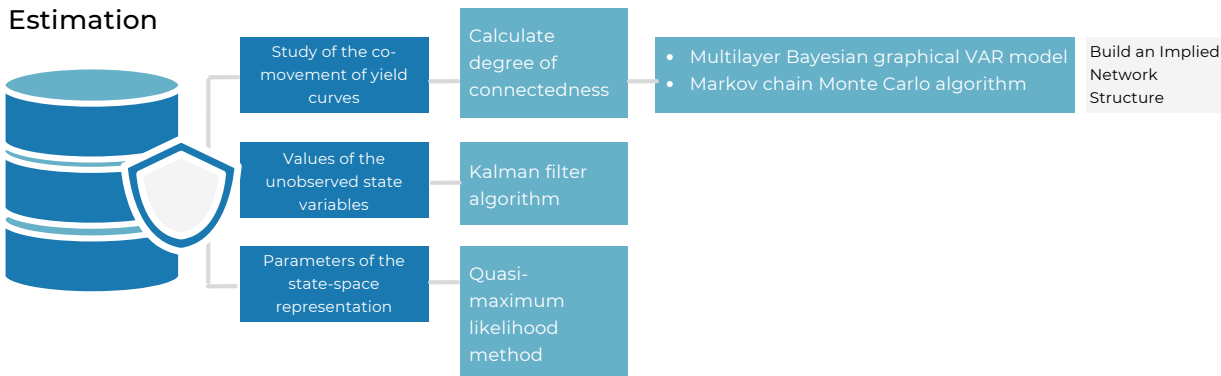 Estimation
Study of the co-
movement of yield
curves
Calculate
degree of
connectedness
• Multilayer Bayesian graphical VAR model
• Markov chain Monte Carlo algorithm
Build an Implied
Network
Structure
Values of the
unobserved state
variables
Kalman filter
algorithm
Parameters of the
state-space
representation
Quasi-
maximum
likelihood
method